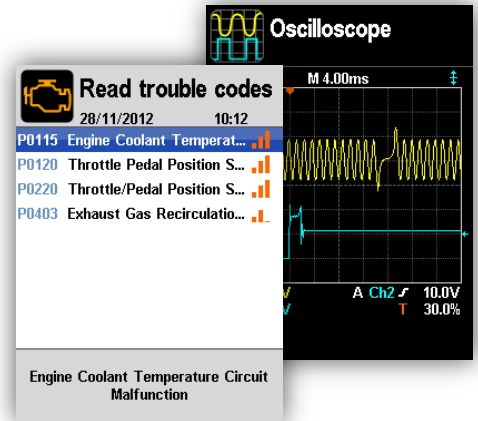 Oscilloscope
M 4.00ms
Read trouble codes
28/11/2012 10:12
P0115 Engine Coolant Temperat...
P0120 Throttle Pedal Position S...
P0220 Throttle/Pedal Position S...
P0403 Exhaust Gas Recirculatio...
V A Ch2 10.0V
V T 30.0%
Engine Coolant Temperature Circuit
Malfunction